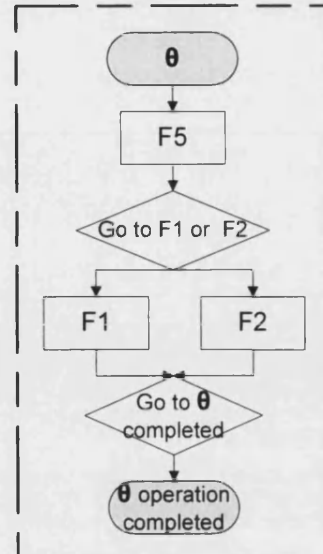 θ
F5
Go to F1 or F2
F1
F2
Go to θ
completed
θ operation
completed